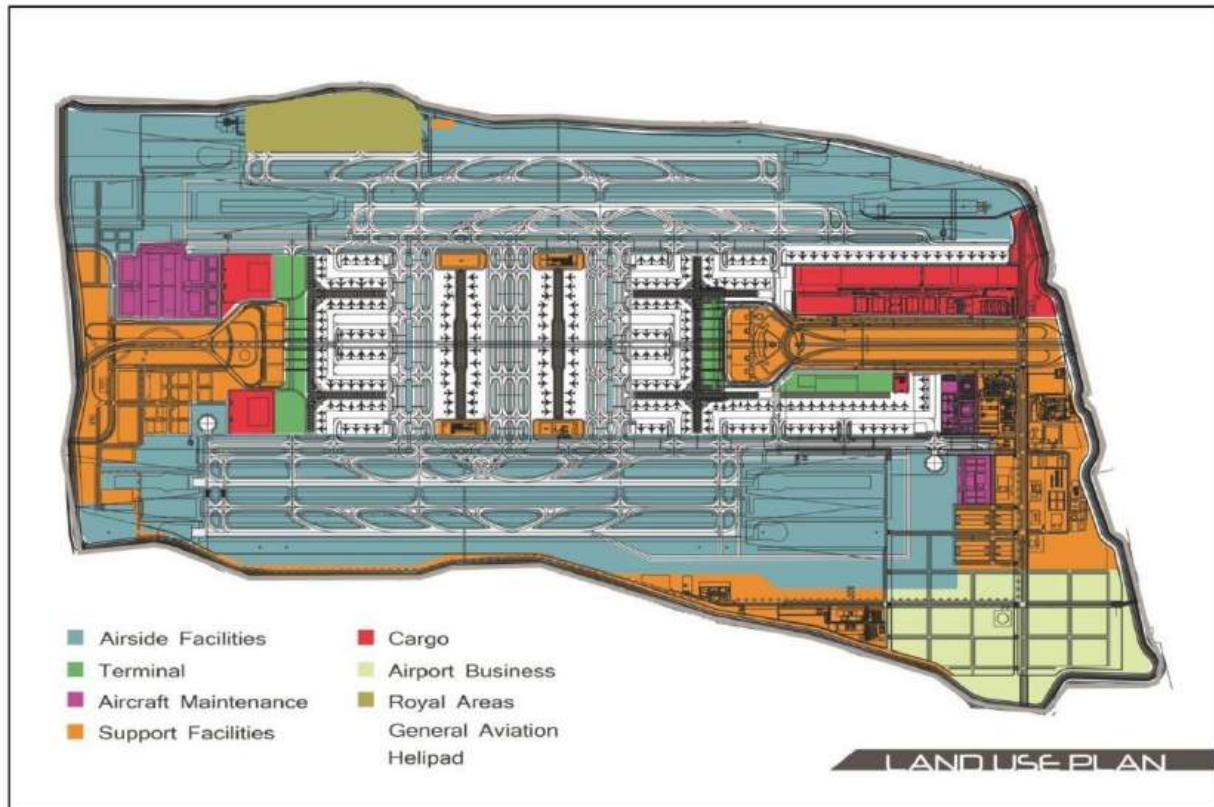 Airside Facilities
Terminal
Aircraft Maintenance
Support Facilities
Cargo
Airport Business
Royal Areas
General Aviation
Helipad
LAND USE PLAN